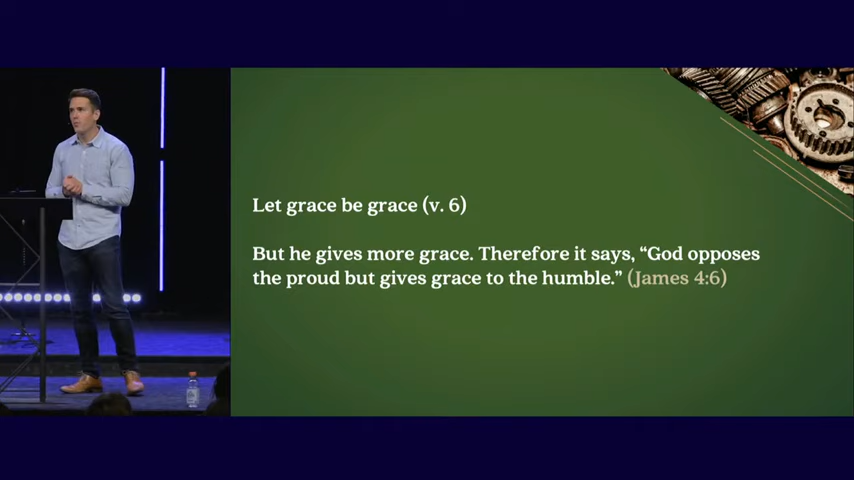 Let grace be grace (v. 6)
But he gives more grace. Therefore it says, “God opposes
the proud but gives grace to the humble.” (James 4:6)